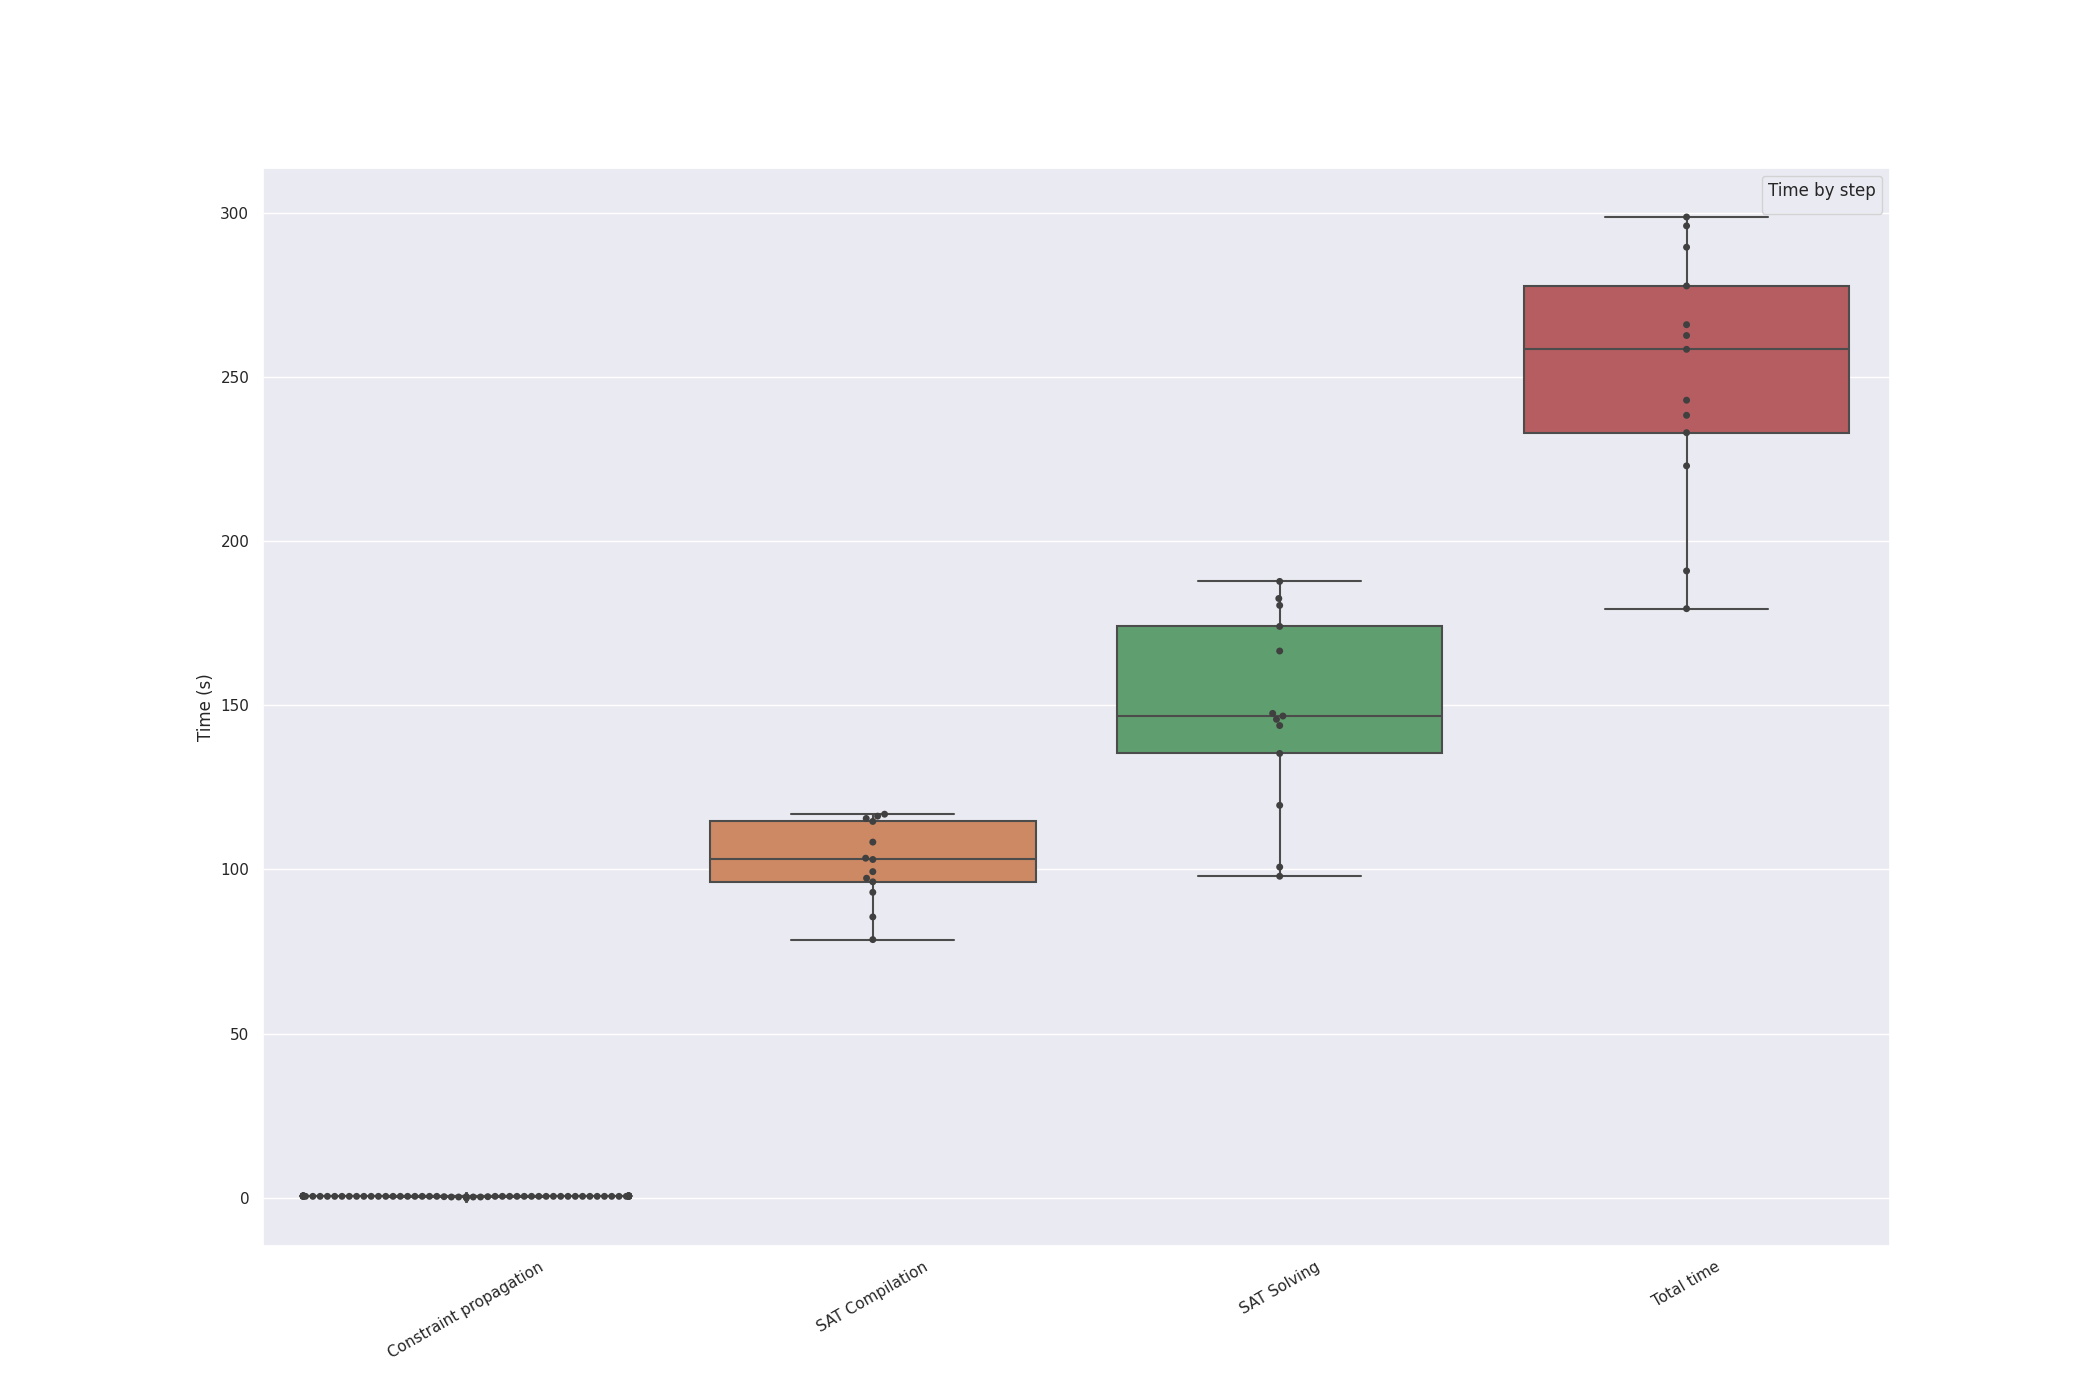 Time by step
300
250
200
150
100
50
0
Time (s)
Constraint propagation
SAT Compilation
SAT Solving
Total time